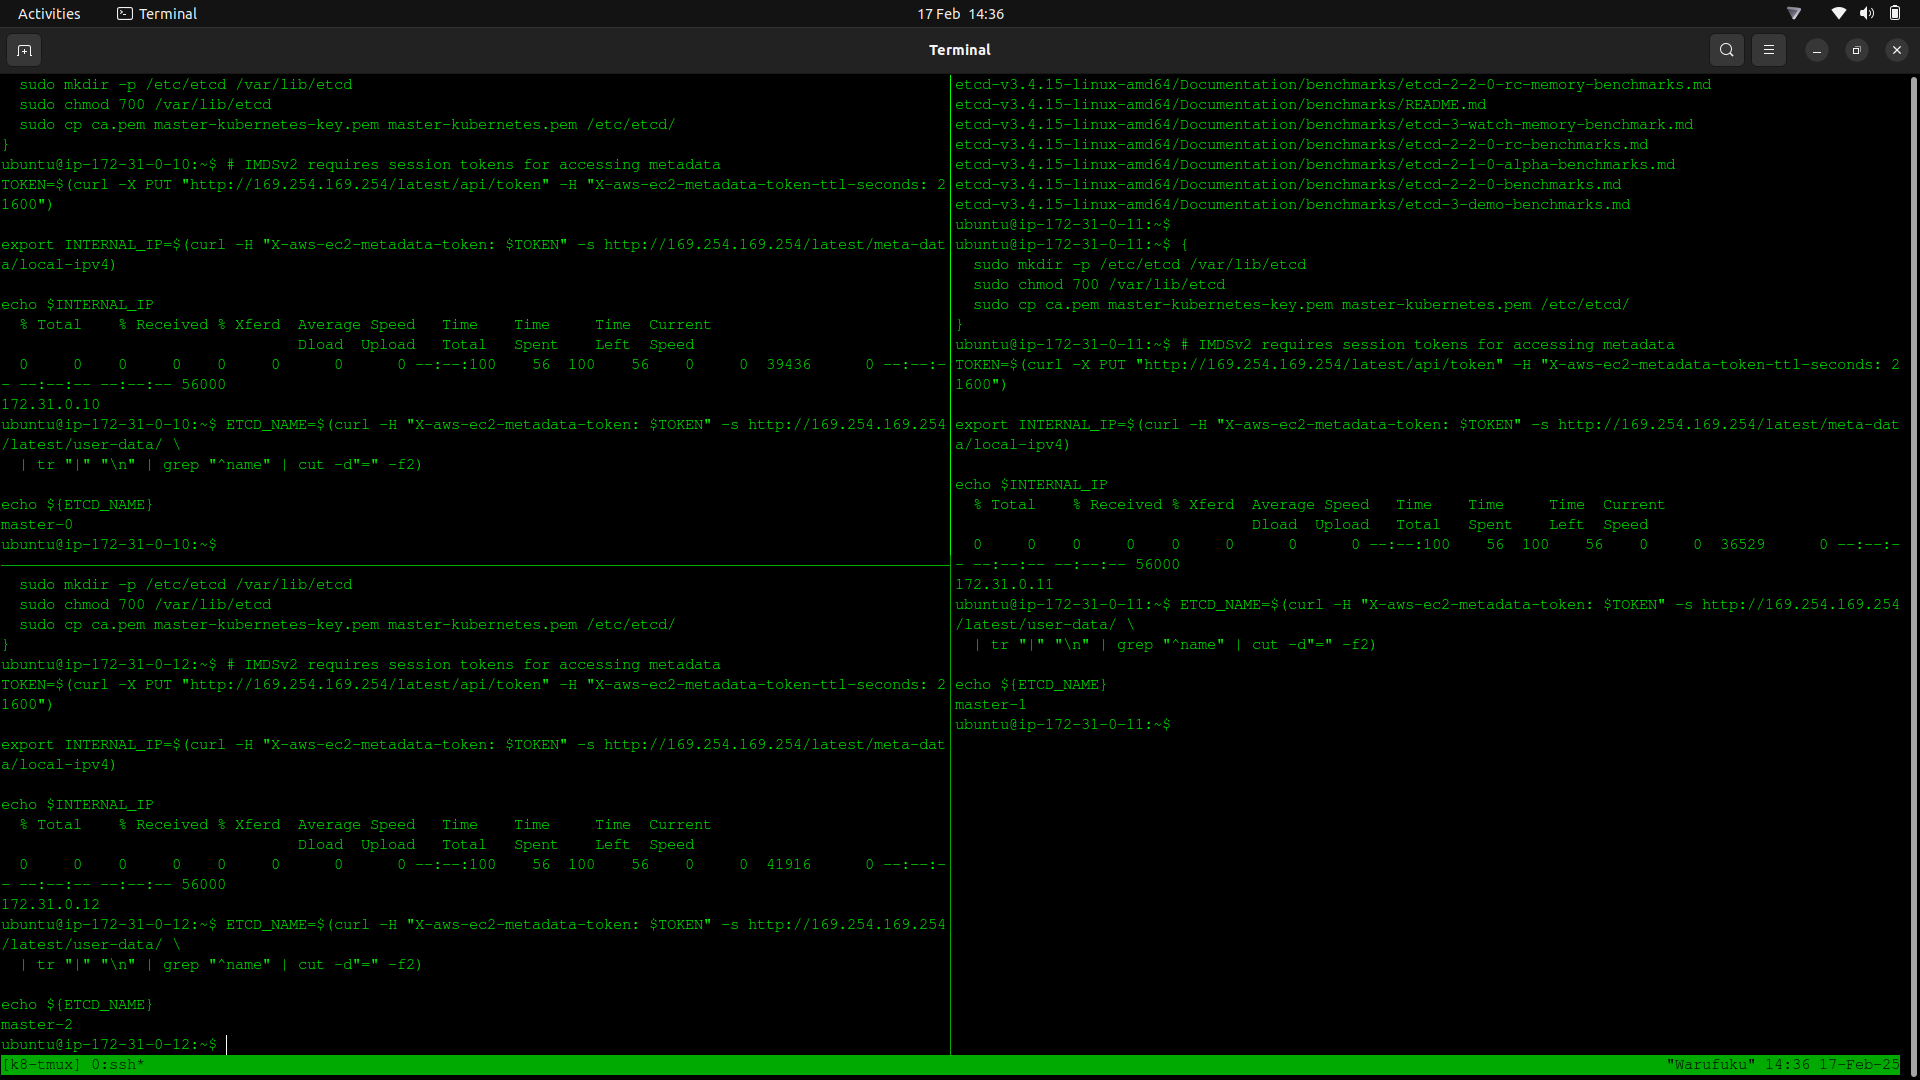 Activities Terminal 17 Feb 14:36
Terminal
sudo mkdir -p /etc/etcd /var/lib/etcd
sudo chmod 700 /var/lib/etcd
sudo cp ca.pem master-kubernetes-key.pem master-kubernetes.pem /etc/etcd/
}
ubuntu@ip-172-31-0-10:~$ # IMDSv2 requires session tokens for accessing metadata
TOKEN=$(curl -X PUT "http://169.254.169.254/latest/api/token" -H "X-aws-ec2-metadata-token-ttl-seconds: 2
1600")
export INTERNAL_IP=$(curl -H "X-aws-ec2-metadata-token: $TOKEN" -s http://169.254.169.254/latest/meta-dat
a/local-ipv4)
echo $INTERNAL_IP
% Total % Received % Xferd Average Speed Time Time Time Current
Dload Upload Total Spent Left Speed
0 0 0 0 0 0 0 0 --:--:100 56 100 56 0 0 39436 0 --:--:-
- --:--:-- --:--:-- 56000
172.31.0.10
ubuntu@ip-172-31-0-10:~$ ETCD_NAME=$(curl -H "X-aws-ec2-metadata-token: $TOKEN" -s http://169.254.169.254
/latest/user-data/ \
| tr "|" "\n" | grep "^name" | cut -d"=" -f2)
echo ${ETCD_NAME}
master-0
ubuntu@ip-172-31-0-10:~$
sudo mkdir -p /etc/etcd /var/lib/etcd
sudo chmod 700 /var/lib/etcd
sudo cp ca.pem master-kubernetes-key.pem master-kubernetes.pem /etc/etcd/
}
ubuntu@ip-172-31-0-12:~$ # IMDSv2 requires session tokens for accessing metadata
TOKEN=$(curl -X PUT "http://169.254.169.254/latest/api/token" -H "X-aws-ec2-metadata-token-ttl-seconds: 2
1600")
export INTERNAL_IP=$(curl -H "X-aws-ec2-metadata-token: $TOKEN" -s http://169.254.169.254/latest/meta-dat
a/local-ipv4)
echo $INTERNAL_IP
% Total % Received % Xferd Average Speed Time Time Time Current
Dload Upload Total Spent Left Speed
0 0 0 0 0 0 0 0 --:--:100 56 100 56 0 0 41916 0 --:--:-
- --:--:-- --:--:-- 56000
172.31.0.12
ubuntu@ip-172-31-0-12:~$ ETCD_NAME=$(curl -H "X-aws-ec2-metadata-token: $TOKEN" -s http://169.254.169.254
/latest/user-data/ \
| tr "|" "\n" | grep "^name" | cut -d"=" -f2)
echo ${ETCD_NAME}
master-2
ubuntu@ip-172-31-0-12:~$
etcd-v3.4.15-linux-amd64/Documentation/benchmarks/etcd-2-2-0-rc-memory-benchmarks.md
etcd-v3.4.15-linux-amd64/Documentation/benchmarks/README.md
etcd-v3.4.15-linux-amd64/Documentation/benchmarks/etcd-3-watch-memory-benchmark.md
etcd-v3.4.15-linux-amd64/Documentation/benchmarks/etcd-2-2-0-rc-benchmarks.md
etcd-v3.4.15-linux-amd64/Documentation/benchmarks/etcd-2-1-0-alpha-benchmarks.md
etcd-v3.4.15-linux-amd64/Documentation/benchmarks/etcd-2-2-0-benchmarks.md
etcd-v3.4.15-linux-amd64/Documentation/benchmarks/etcd-3-demo-benchmarks.md
ubuntu@ip-172-31-0-11:~$
ubuntu@ip-172-31-0-11:~$ {
sudo mkdir -p /etc/etcd /var/lib/etcd
sudo chmod 700 /var/lib/etcd
sudo cp ca.pem master-kubernetes-key.pem master-kubernetes.pem /etc/etcd/
}
ubuntu@ip-172-31-0-11:~$ # IMDSv2 requires session tokens for accessing metadata
TOKEN=$(curl -X PUT "http://169.254.169.254/latest/api/token" -H "X-aws-ec2-metadata-token-ttl-seconds: 2
1600")
export INTERNAL_IP=$(curl -H "X-aws-ec2-metadata-token: $TOKEN" -s http://169.254.169.254/latest/meta-dat
a/local-ipv4)
echo $INTERNAL_IP
% Total % Received % Xferd Average Speed Time Time Time Current
Dload Upload Total Spent Left Speed
0 0 0 0 0 0 0 0 --:--:100 56 100 56 0 0 36529 0 --:--:-
- --:--:-- --:--:-- 56000
172.31.0.11
ubuntu@ip-172-31-0-11:~$ ETCD_NAME=$(curl -H "X-aws-ec2-metadata-token: $TOKEN" -s http://169.254.169.254
/latest/user-data/ \
| tr "|" "\n" | grep "^name" | cut -d"=" -f2)
echo ${ETCD_NAME}
master-1
ubuntu@ip-172-31-0-11:~$
[k8-tmux] 0:ssh* "Warufuku" 14:36 17-Feb-25